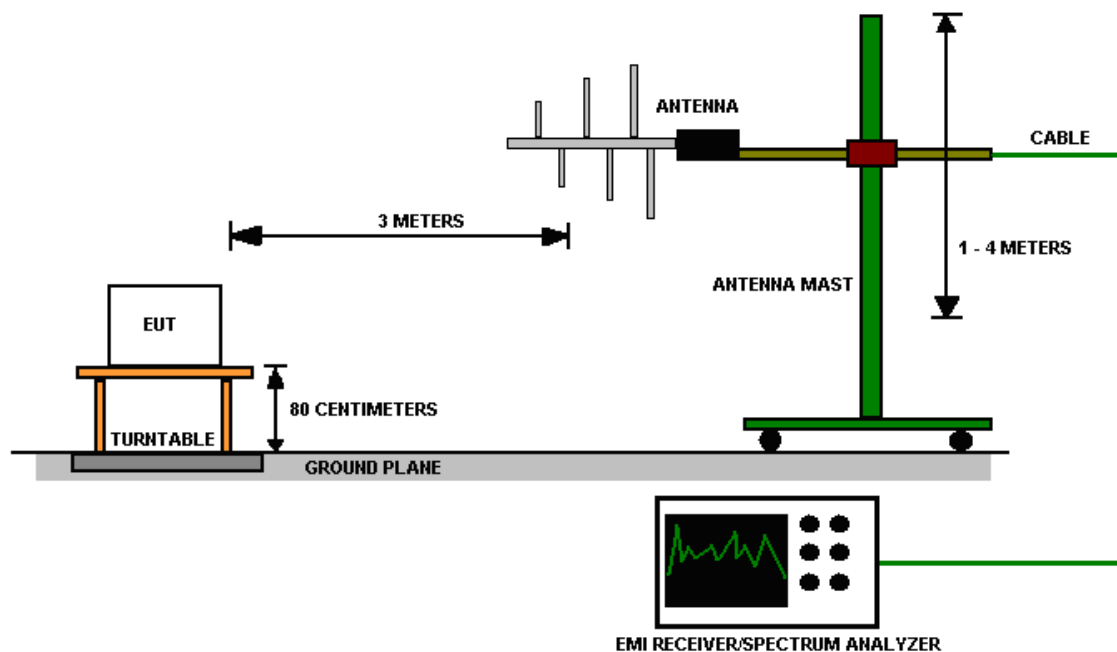 ANTENNA
CABLE
3 METERS
1 - 4 METERS
ANTENNA MAST
EUT
80 CENTIMETERS
TURNTABLE
GROUND PLANE
EMI RECEIVER/SPECTRUM ANALYZER